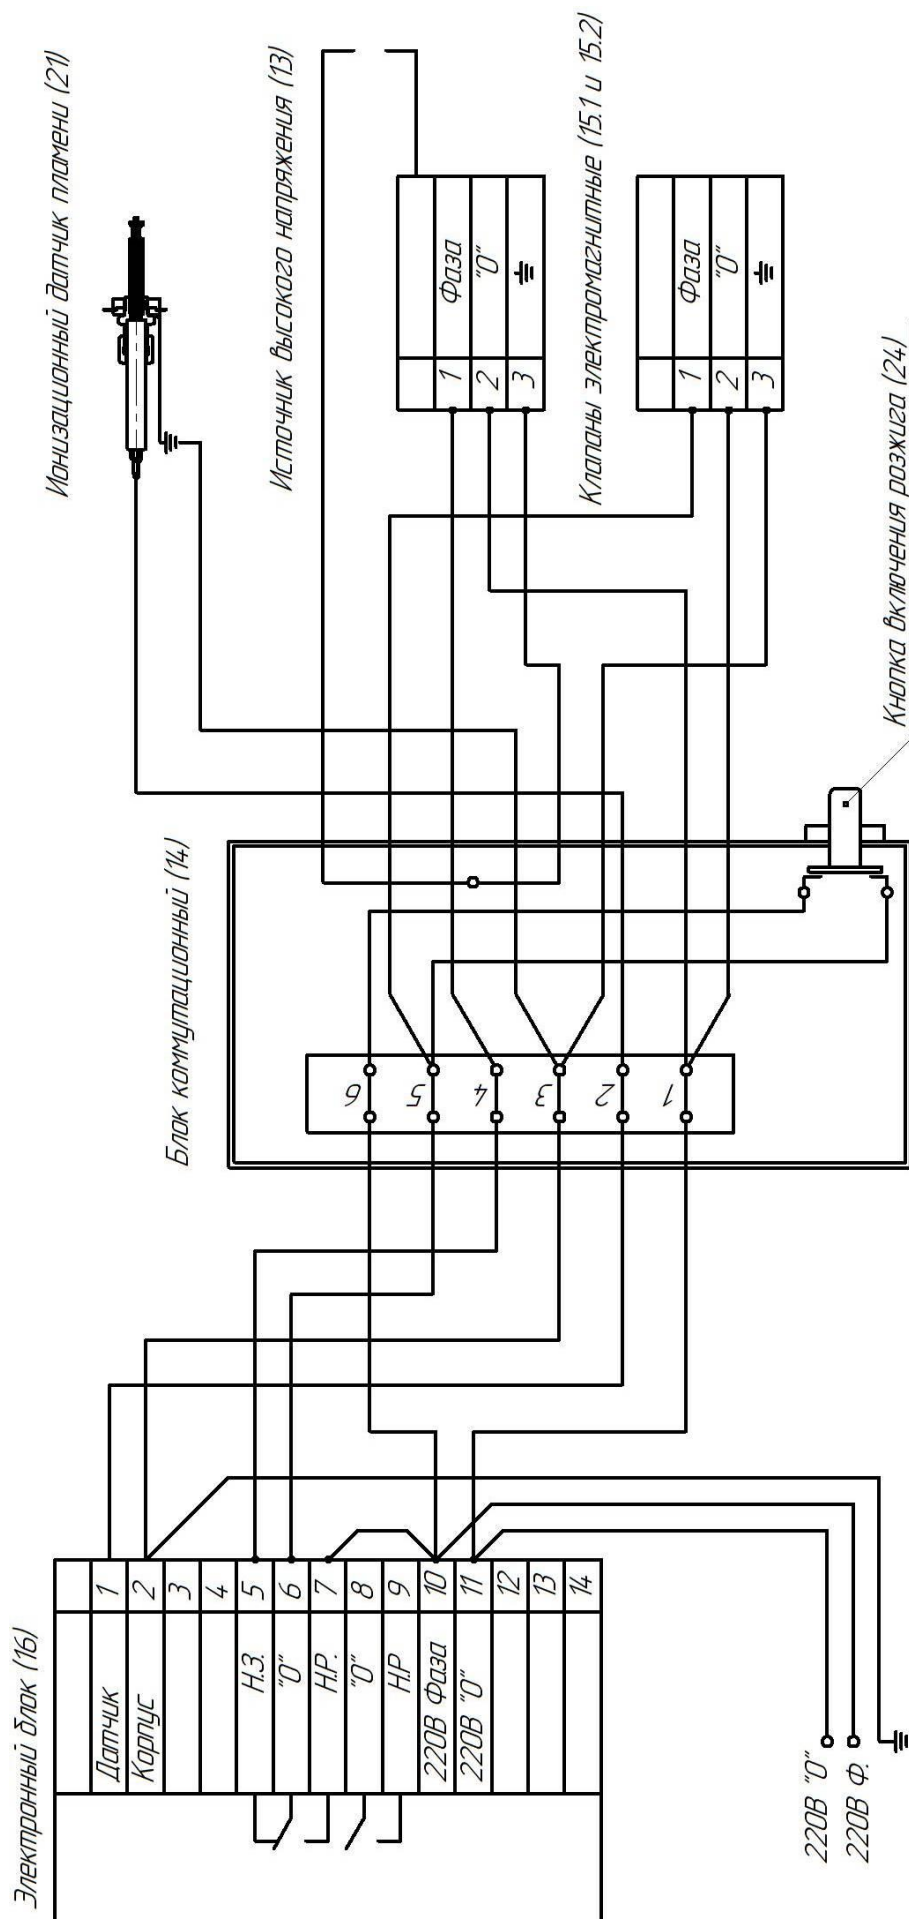 Электронный блок (16)
Датчик 1
Корпус 2
3
4
Н.З. 5
"0" 6
Н.Р. 7
"0" 8
Н.Р 9
220В Фаза 10
220В "0" 11
12
13
14
220В "0"
220В Ф.
Блок коммутационный (14)
6
5
4
3
2
1
Ионизационный датчик пламени (21)
Источник высокого напряжения (13)
1 Фаза
2 "0"
3
Клапаны электромагнитные (15.1 и 15.2)
1 Фаза
2 "0"
3
Кнопка включения розжига (24)